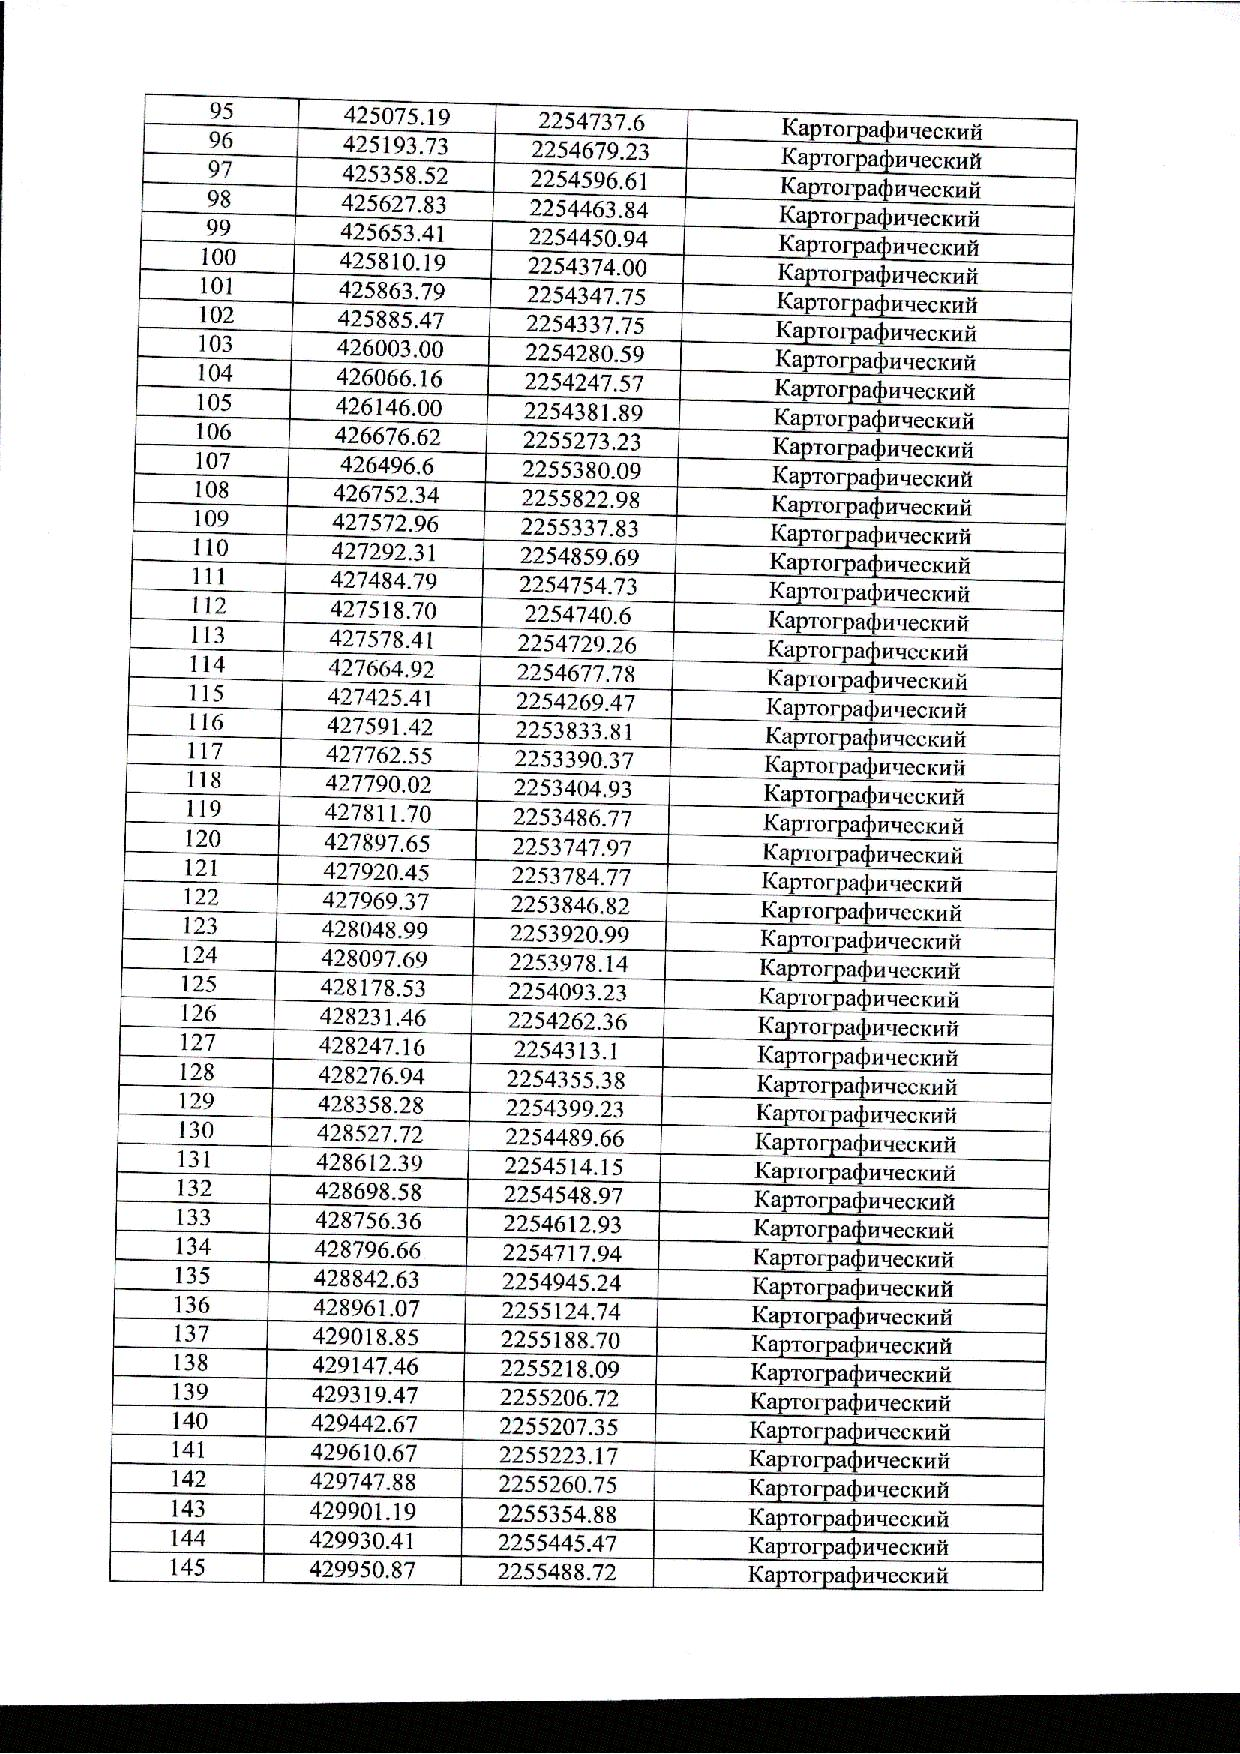 95 425075.19 2254737.6 Картографический
96 425193.73 2254679.23 Картографический
97 425358.52 2254596.61 Картографический
98 425627.83 2254463.84 Картографический
99 425653.41 2254450.94 Картографический
100 425810.19 2254374.00 Картографический
101 425863.79 2254347.75 Картографический
102 425885.47 2254337.75 Картографический
103 426003.00 2254280.59 Картографический
104 426066.16 2254247.57 Картографический
105 426146.00 2254381.89 Картографический
106 426676.62 2255273.23 Картографический
107 426496.6 2255380.09 Картографический
108 426752.34 2255822.98 Картографический
109 427572.96 2255337.83 Картографический
110 427292.31 2254859.69 Картографический
111 427484.79 2254754.73 Картографический
112 427518.70 2254740.6 Картографический
113 427578.41 2254729.26 Картографический
114 427664.92 2254677.78 Картографический
115 427425.41 2254269.47 Картографический
116 427591.42 2253833.81 Картографический
117 427762.55 2253390.37 Картографический
118 427790.02 2253404.93 Картографический
119 427811.70 2253486.77 Картографический
120 427897.65 2253747.97 Картографический
121 427920.45 2253784.77 Картографический
122 427969.37 2253846.82 Картографический
123 428048.99 2253920.99 Картографический
124 428097.69 2253978.14 Картографический
125 428178.53 2254093.23 Картографический
126 428231.46 2254262.36 Картографический
127 428247.16 2254313.1 Картографический
128 428276.94 2254355.38 Картографический
129 428358.28 2254399.23 Картографический
130 428527.72 2254489.66 Картографический
131 428612.39 2254514.15 Картографический
132 428698.58 2254548.97 Картографический
133 428756.36 2254612.93 Картографический
134 428796.66 2254717.94 Картографический
135 428842.63 2254945.24 Картографический
136 428961.07 2255124.74 Картографический
137 429018.85 2255188.70 Картографический
138 429147.46 2255218.09 Картографический
139 429319.47 2255206.72 Картографический
140 429442.67 2255207.35 Картографический
141 429610.67 2255223.17 Картографический
142 429747.88 2255260.75 Картографический
143 429901.19 2255354.88 Картографический
144 429930.41 2255445.47 Картографический
145 429950.87 2255488.72 Картографический